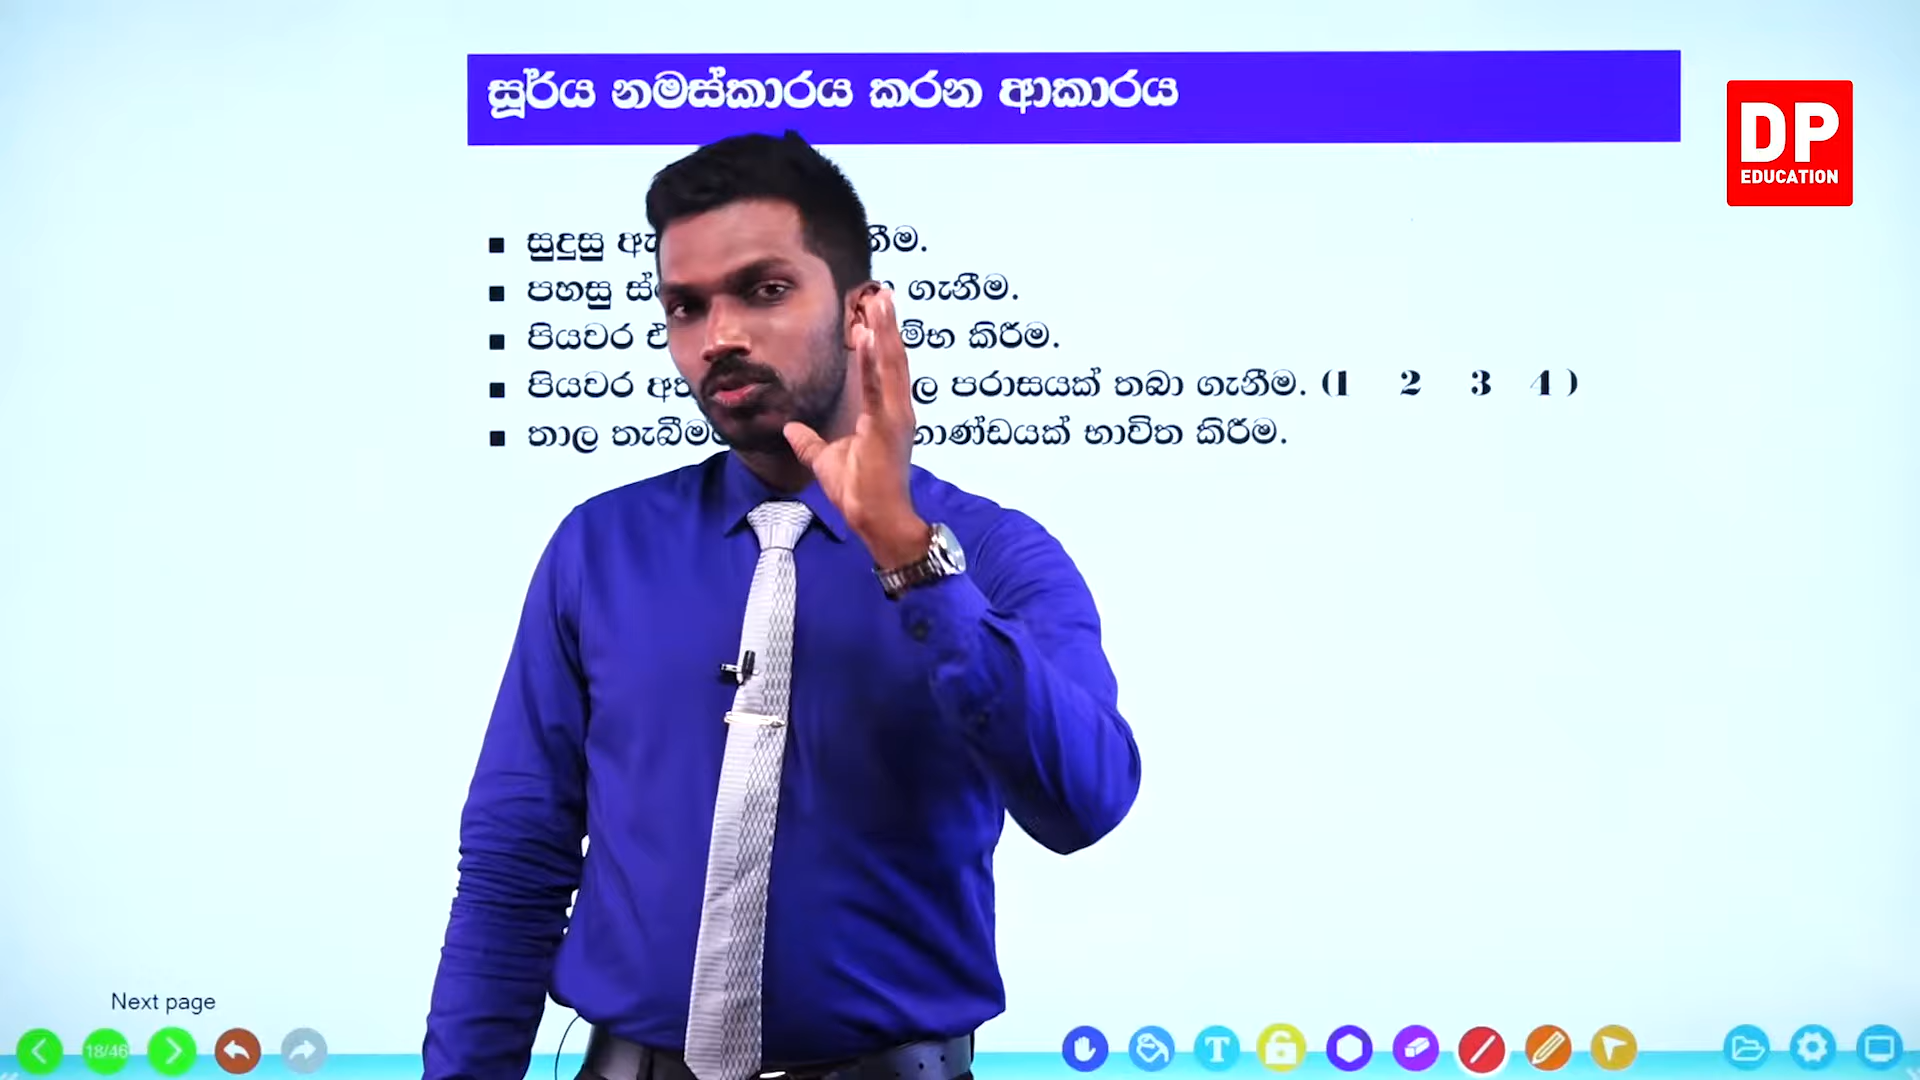 සූර්ය නමස්කාරය කරන ආකාරය
DP
EDUCATION
සුදුසු
පහසු ගැනීම.
පියවර කිරීම.
පියවර පරාසයක් තබා ගැනීම. (1 2 3 4 )
තාල භාවිත කිරීම.
Next page
18/46
T